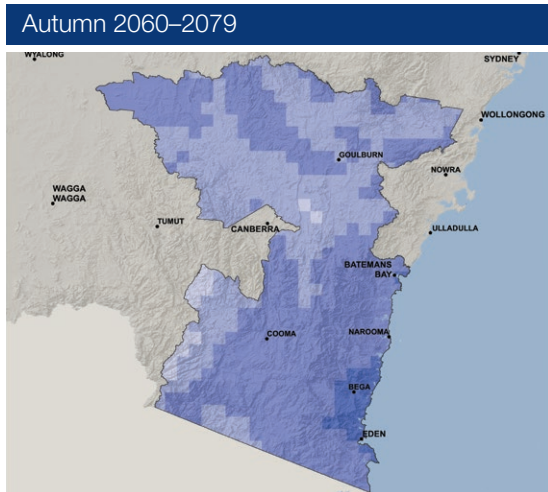 Autumn 2060–2079
WYALONG
SYDNEY
WOLLONGONG
GOULBURN
NOWRA
WAGGA
WAGGA
TUMUT
CANBERRA
ULLADULLA
BATEMANS
BAY
COOMA
NAROOMA
BEGA
EDEN